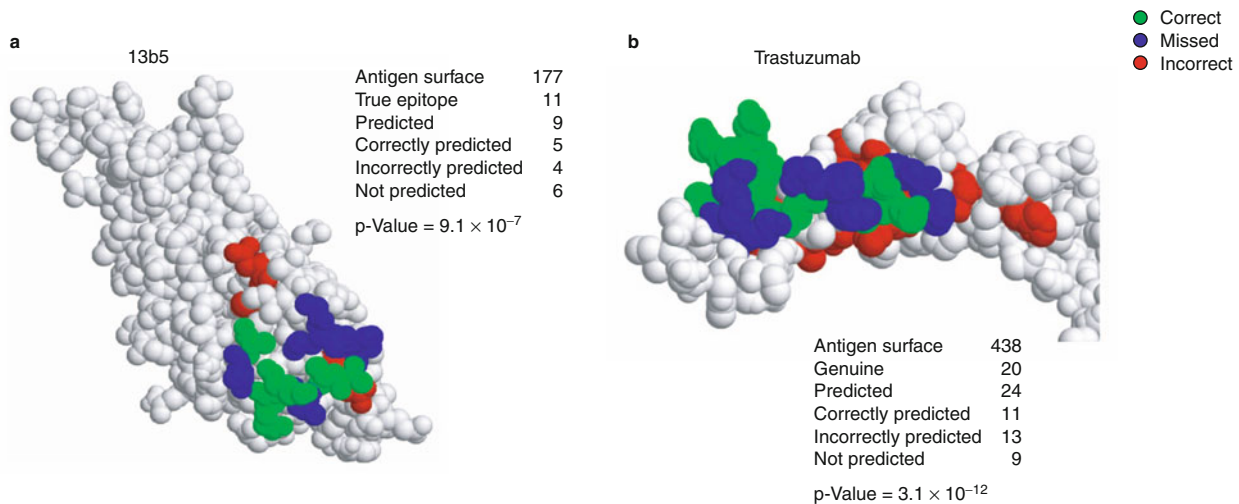 a
13b5
Antigen surface 177
True epitope 11
Predicted 9
Correctly predicted 5
Incorrectly predicted 4
Not predicted 6
p-Value = 9.1 × 10⁻⁷
b
Trastuzumab
Correct
Missed
Incorrect
Antigen surface 438
Genuine 20
Predicted 24
Correctly predicted 11
Incorrectly predicted 13
Not predicted 9
p-Value = 3.1 × 10⁻¹²